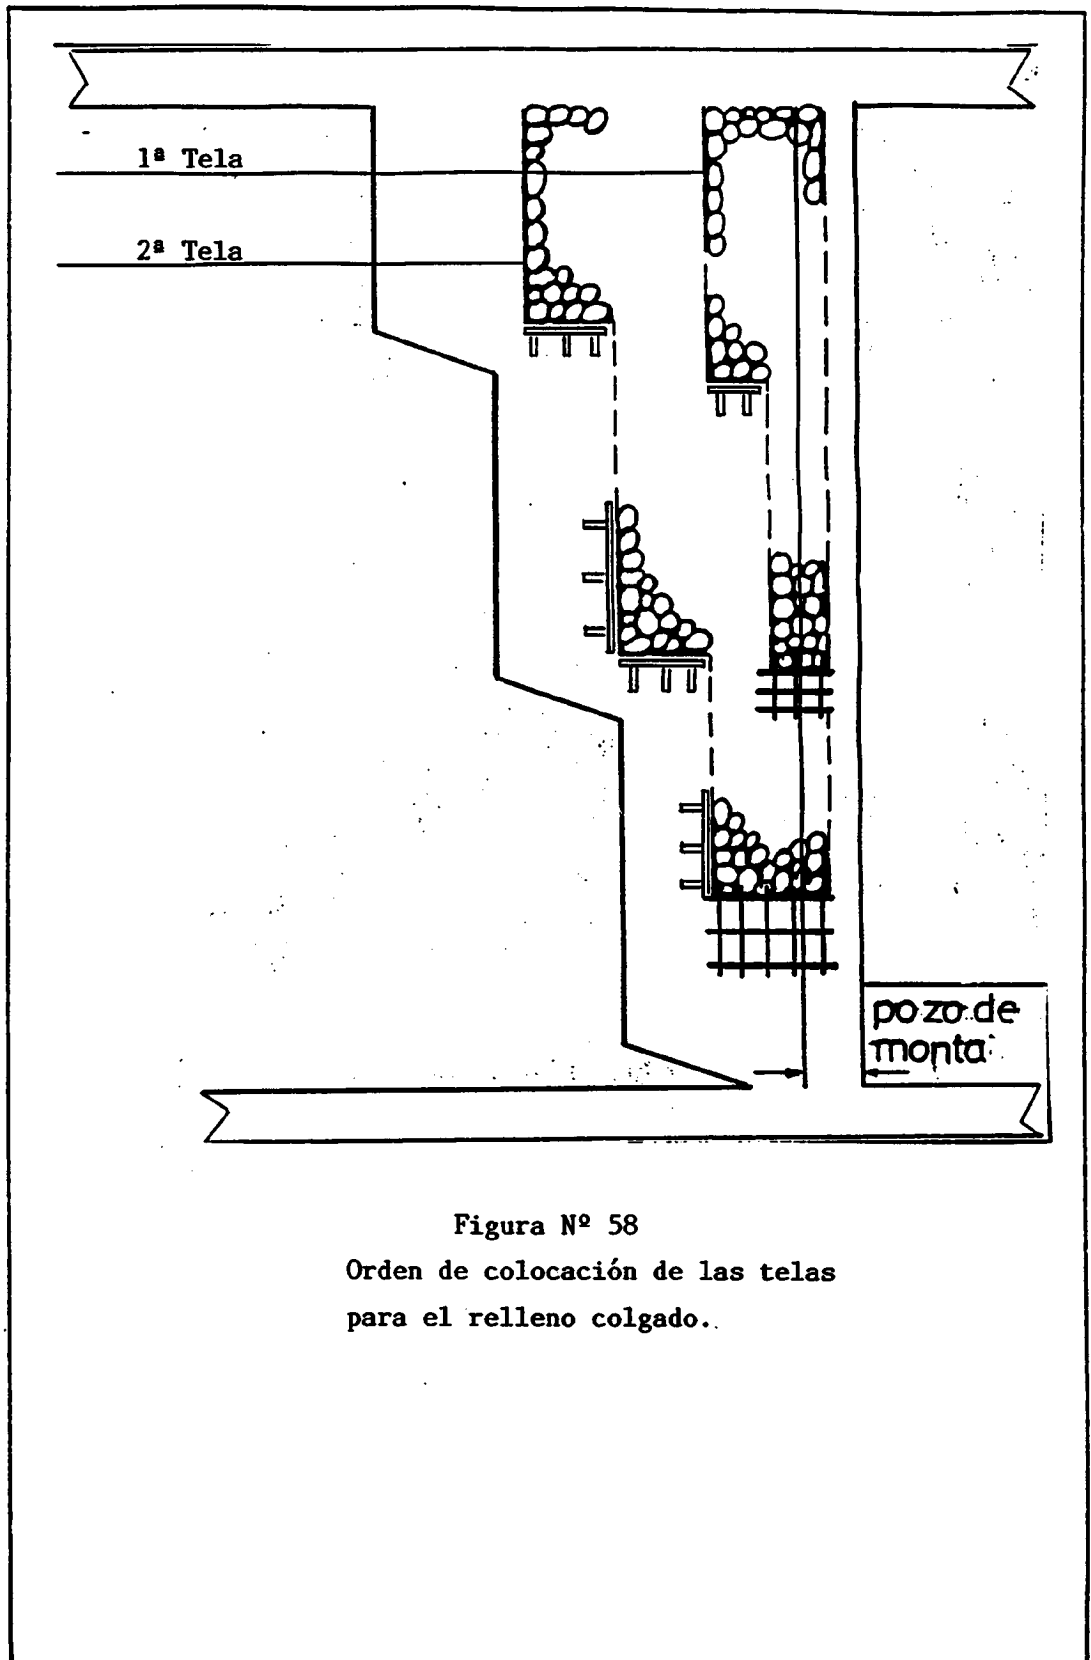 1ª Tela
2ª Tela
pozo de
monta
Figura Nº 58
Orden de colocación de las telas
para el relleno colgado.